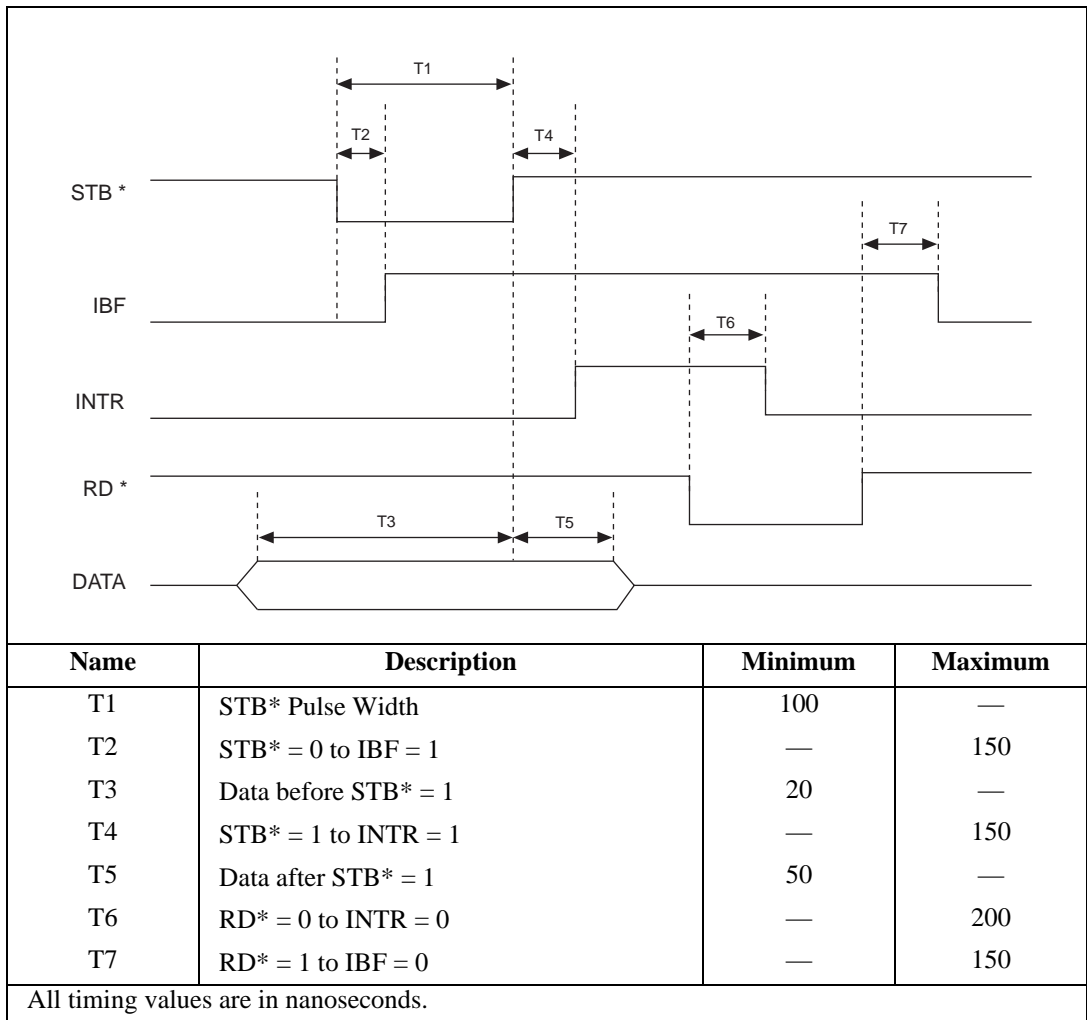 T1
T2
T4
STB *
T7
IBF
T6
INTR
RD *
T3
T5
DATA
Name Description Minimum Maximum
T1 STB* Pulse Width 100 —
T2 STB* = 0 to IBF = 1 — 150
T3 Data before STB* = 1 20 —
T4 STB* = 1 to INTR = 1 — 150
T5 Data after STB* = 1 50 —
T6 RD* = 0 to INTR = 0 — 200
T7 RD* = 1 to IBF = 0 — 150
All timing values are in nanoseconds.